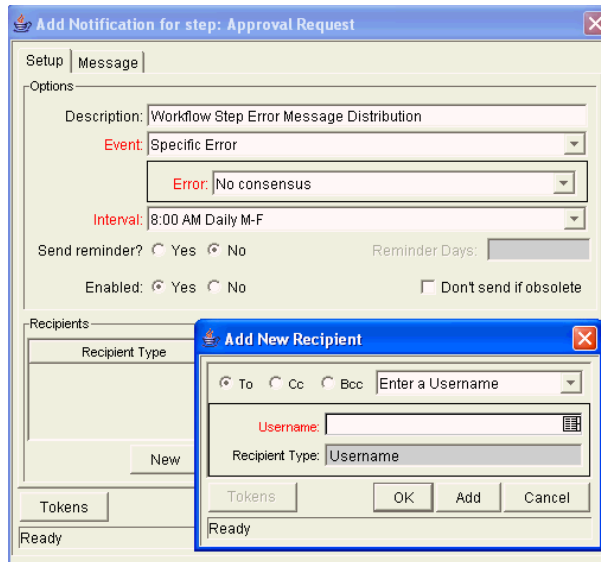 Add Notification for step: Approval Request
Setup Message
Options
Description: Workflow Step Error Message Distribution
Event: Specific Error
Error: No consensus
Interval: 8:00 AM Daily M-F
Send reminder? Yes No Reminder Days:
Enabled: Yes No Don't send if obsolete
Recipients
Recipient Type
New
Tokens
Ready
Add New Recipient
To Cc Bcc Enter a Username
Username:
Recipient Type: Username
Tokens OK Add Cancel
Ready